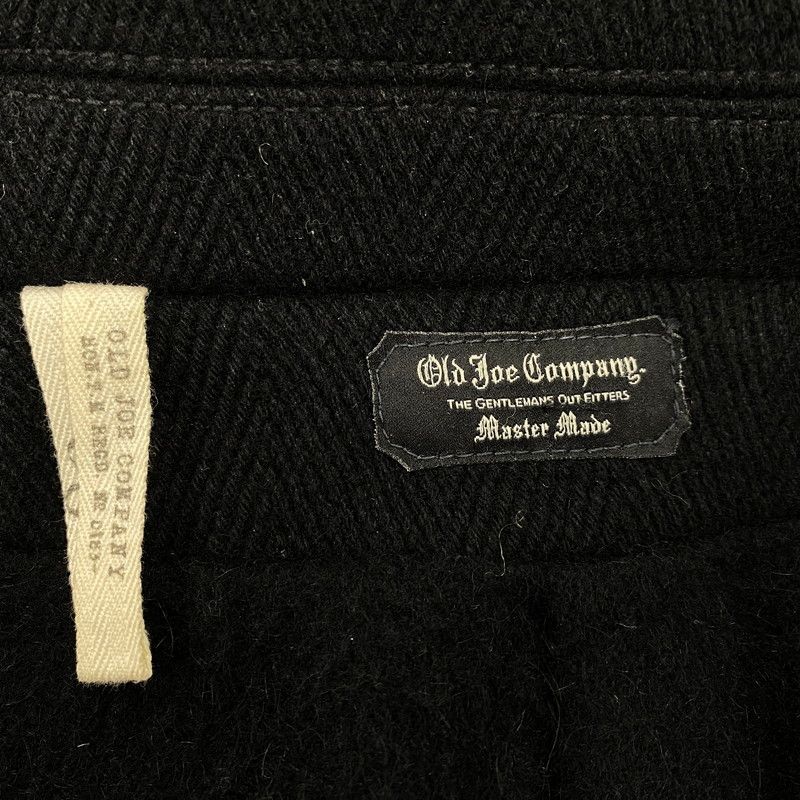 OLD JOE COMPANY
Old Joe Company.
THE GENTLEMANS OUT-FITTERS
Master Made